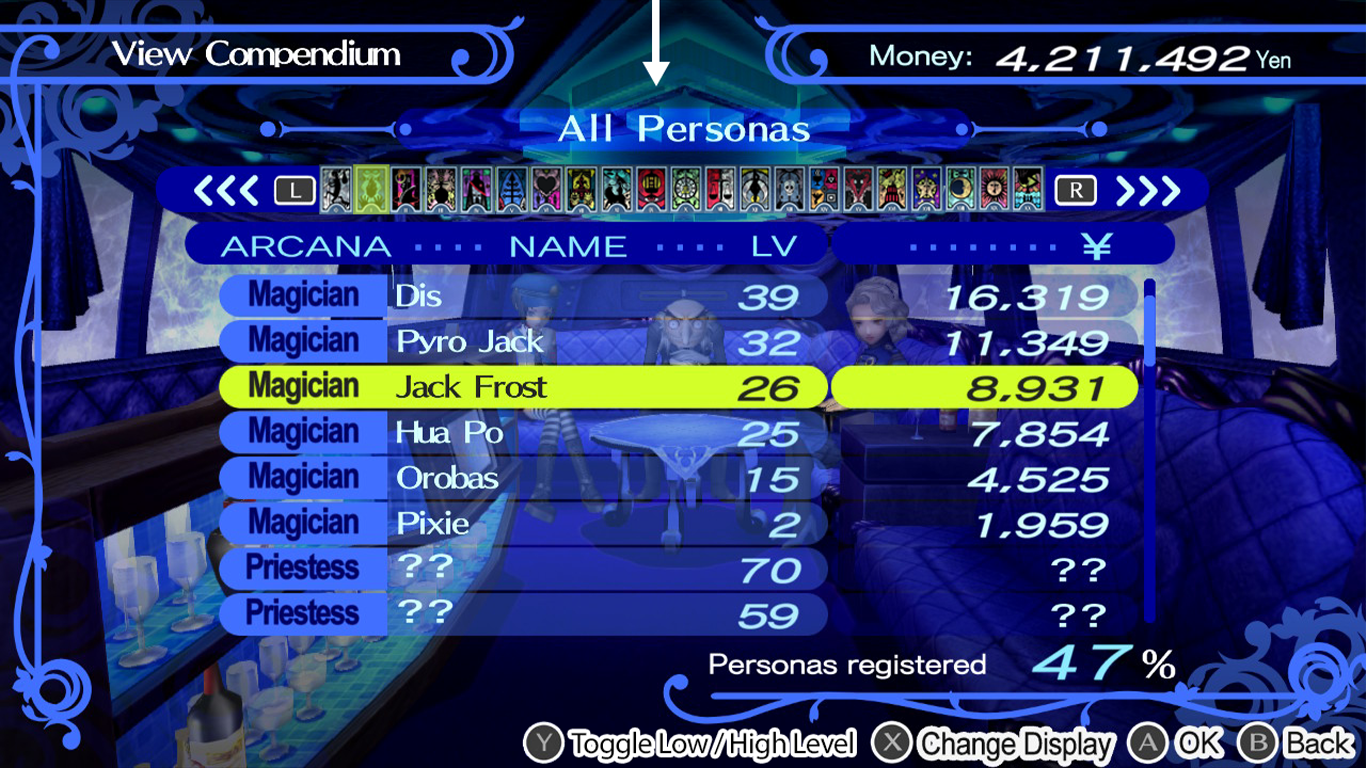 View Compendium
Money: 4,211,492 Yen
All Personas
L R
ARCANA ···· NAME ···· LV ········ ¥
Magician Dis 39 16,319
Magician Pyro Jack 32 11,349
Magician Jack Frost 26 8,931
Magician Hua Po 25 7,854
Magician Orobas 15 4,525
Magician Pixie 2 1,959
Priestess ?? 70 ??
Priestess ?? 59 ??
Personas registered 47 %
Y Toggle Low/High Level X Change Display A OK B Back